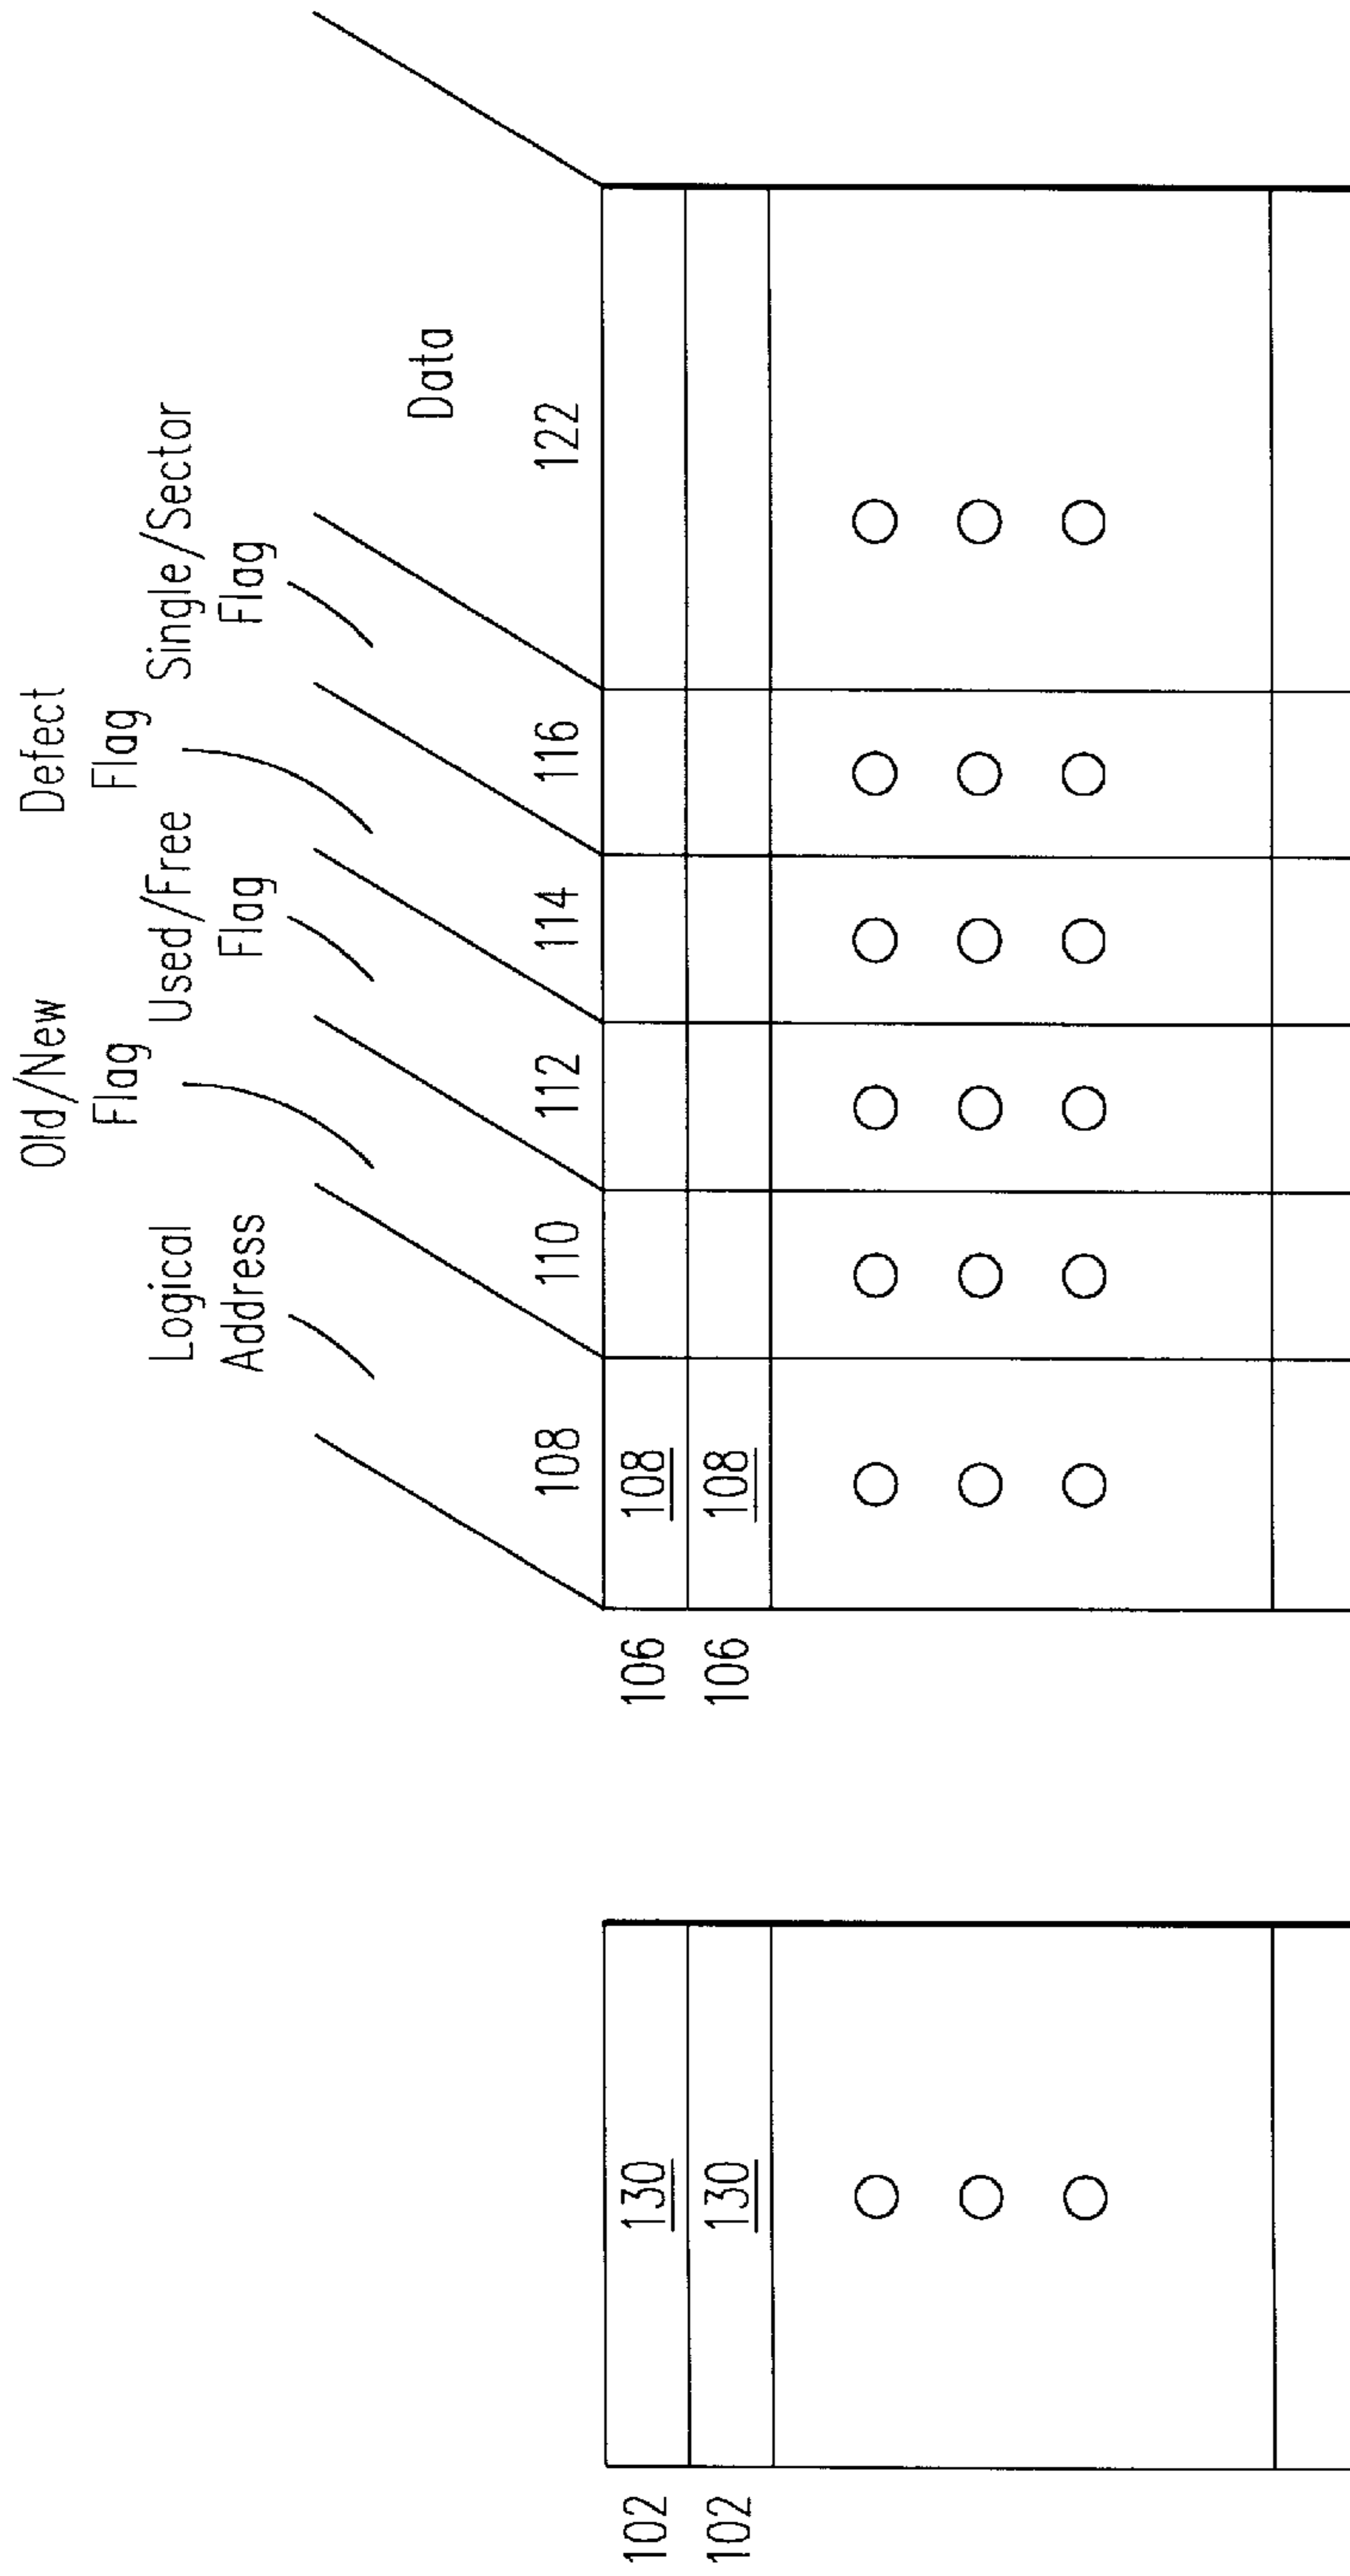 Old/New
Flag
Defect
Flag
Logical
Address
Used/Free
Flag
Single/Sector
Flag
Data
108 110 112 114 116 122
102 130 106 108
102 130 106 108